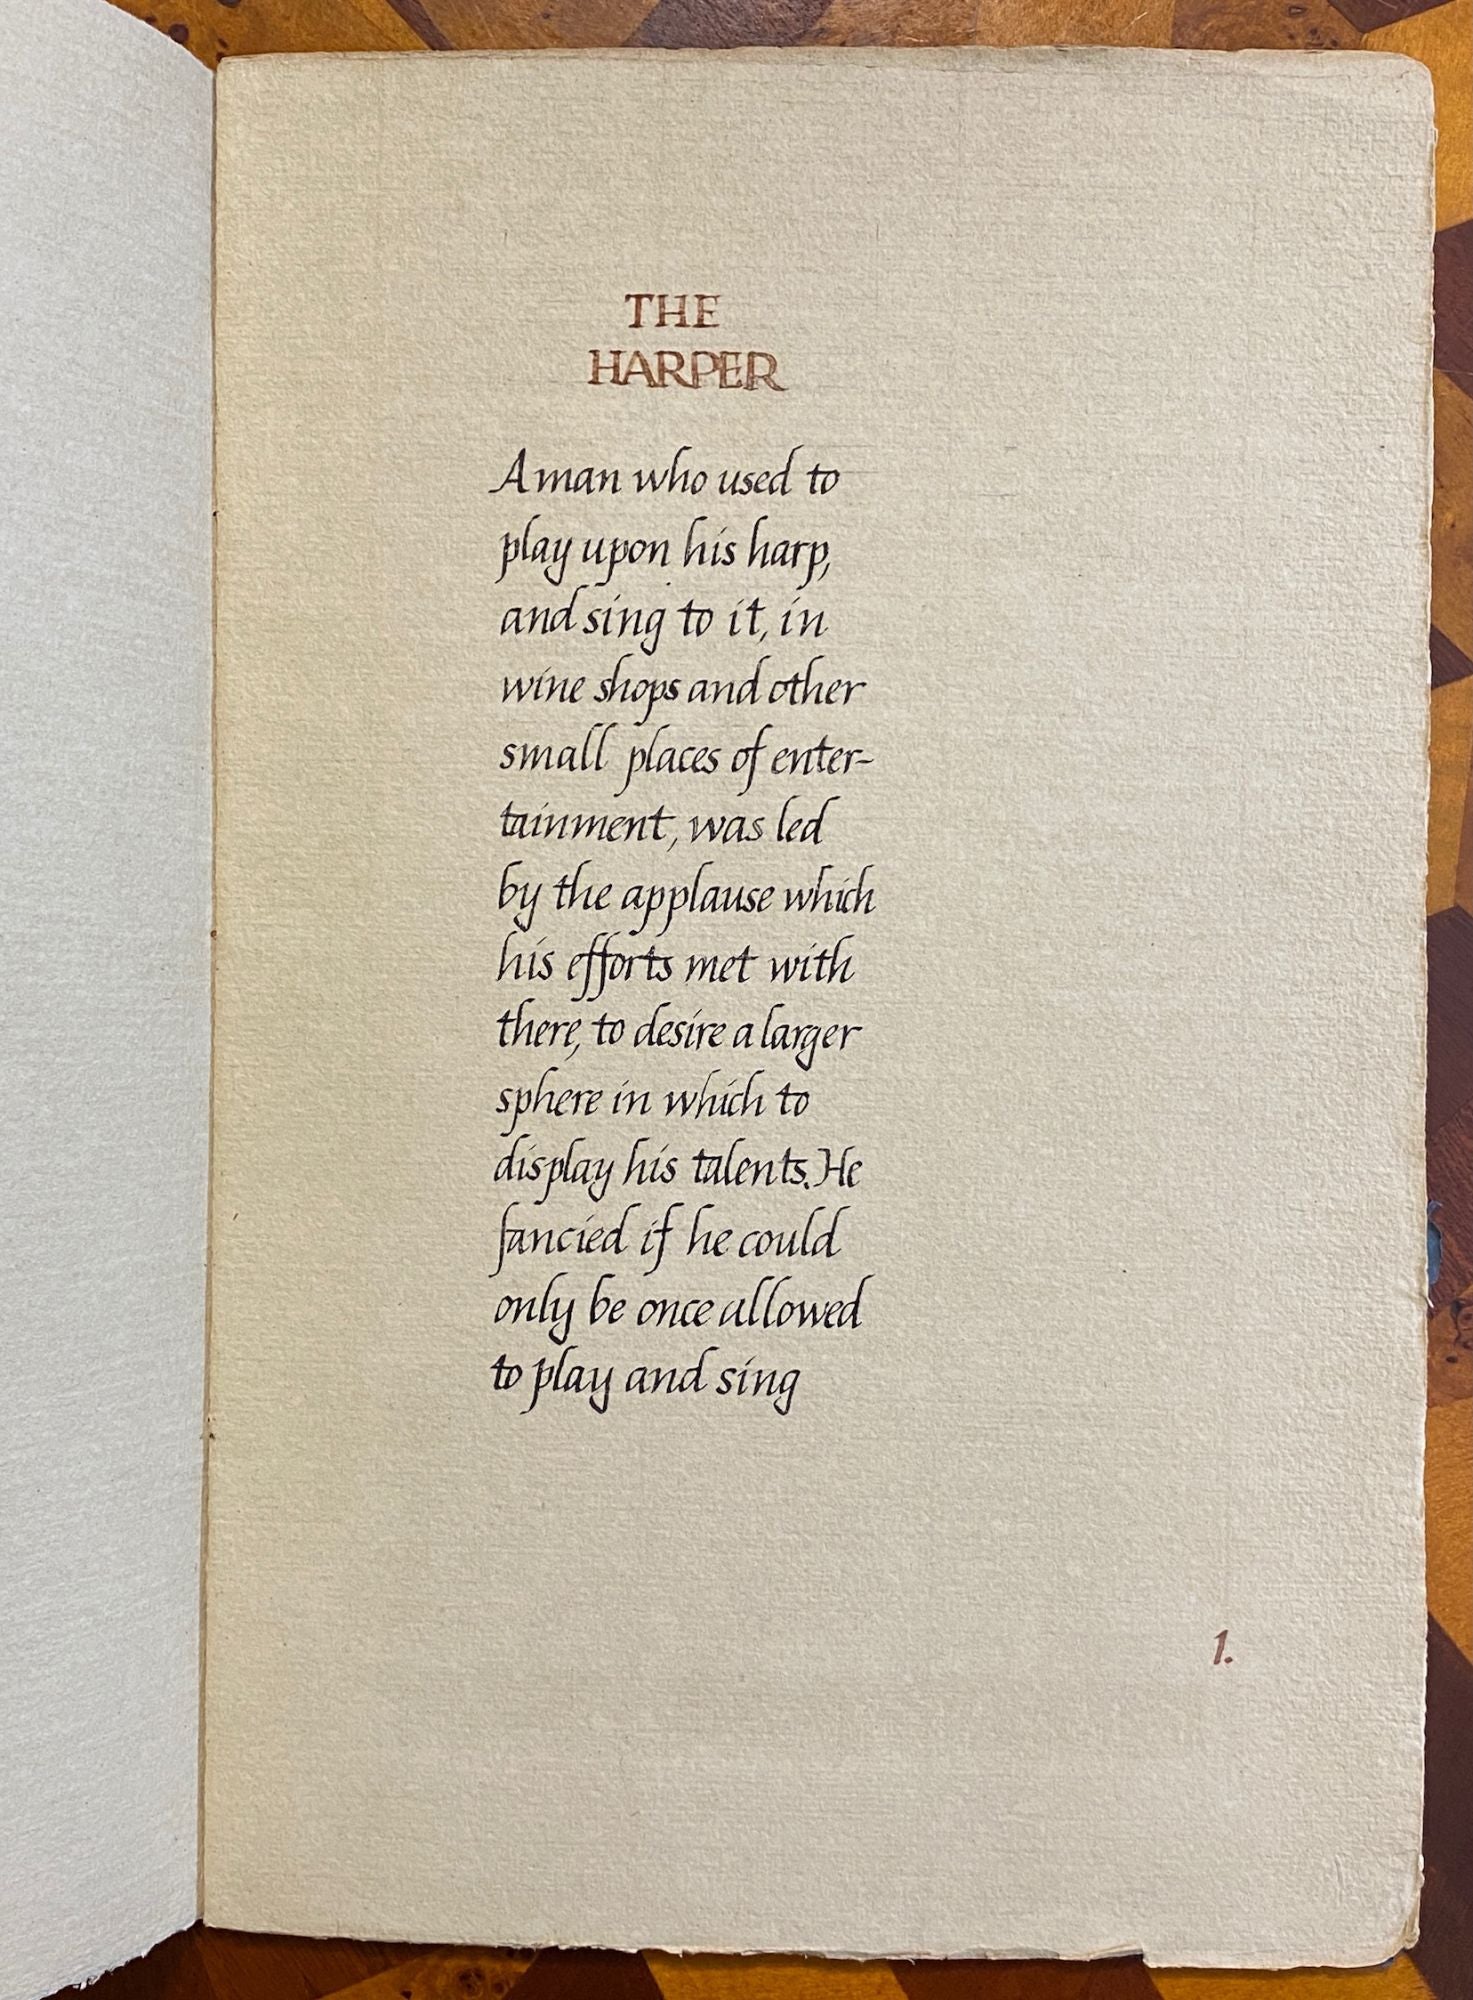 THE
HARPER
A man who used to
play upon his harp,
and sing to it, in
wine shops and other
small places of enter-
tainment, was led
by the applause which
his efforts met with
there, to desire a larger
sphere in which to
display his talents. He
fancied if he could
only be once allowed
to play and sing
1.